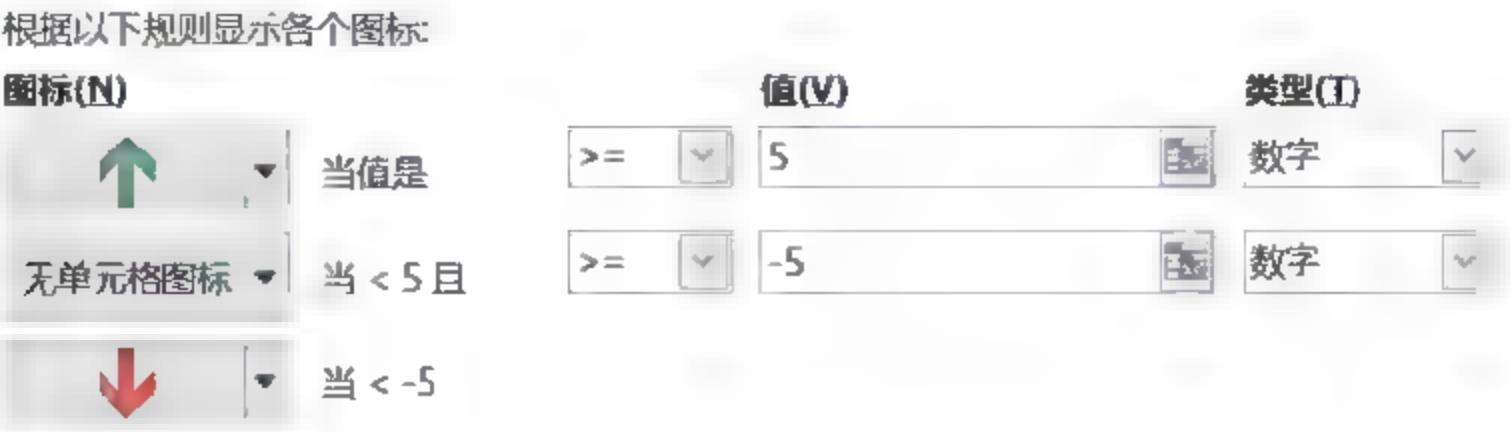 根据以下规则显示各个图标:
图标(N) 值(V) 类型(T)
当值是 >= 5 数字
无单元格图标 当 < 5 且 >= -5 数字
当 < -5